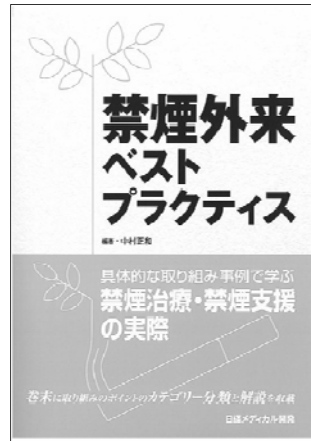 禁煙外来
ベスト
プラクティス
編著・中村正和
具体的な取り組み事例で学ぶ
禁煙治療・禁煙支援
の実際
巻末に取り組みのポイントのカテゴリー分類と解説を収載
日経メディカル開発